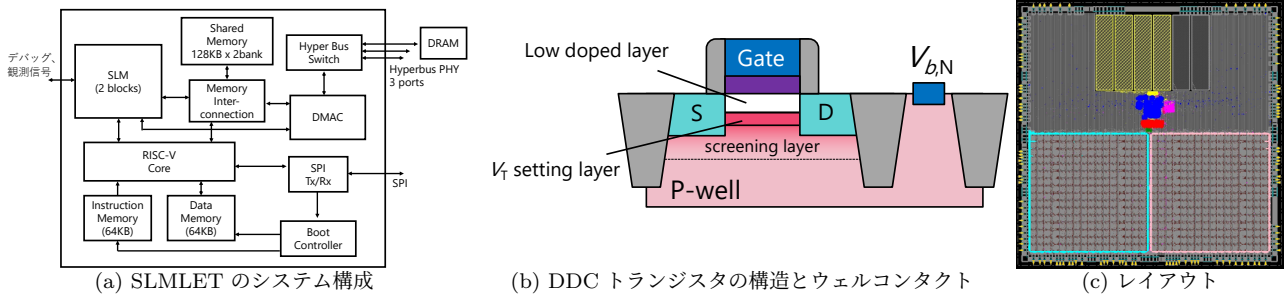 デバッグ、
観測信号
SLM
(2 blocks)
Shared
Memory
128KB x 2bank
Memory
Inter-
connection
Hyper Bus
Switch
DRAM
Hyperbus PHY
3 ports
DMAC
RISC-V
Core
SPI
Tx/Rx
SPI
Instruction
Memory
(64KB)
Data
Memory
(64KB)
Boot
Controller
(a) SLMLET のシステム構成
Low doped layer
Gate
Vb,N
S
D
screening layer
VT setting layer
P-well
(b) DDC トランジスタの構造とウェルコンタクト
(c) レイアウト